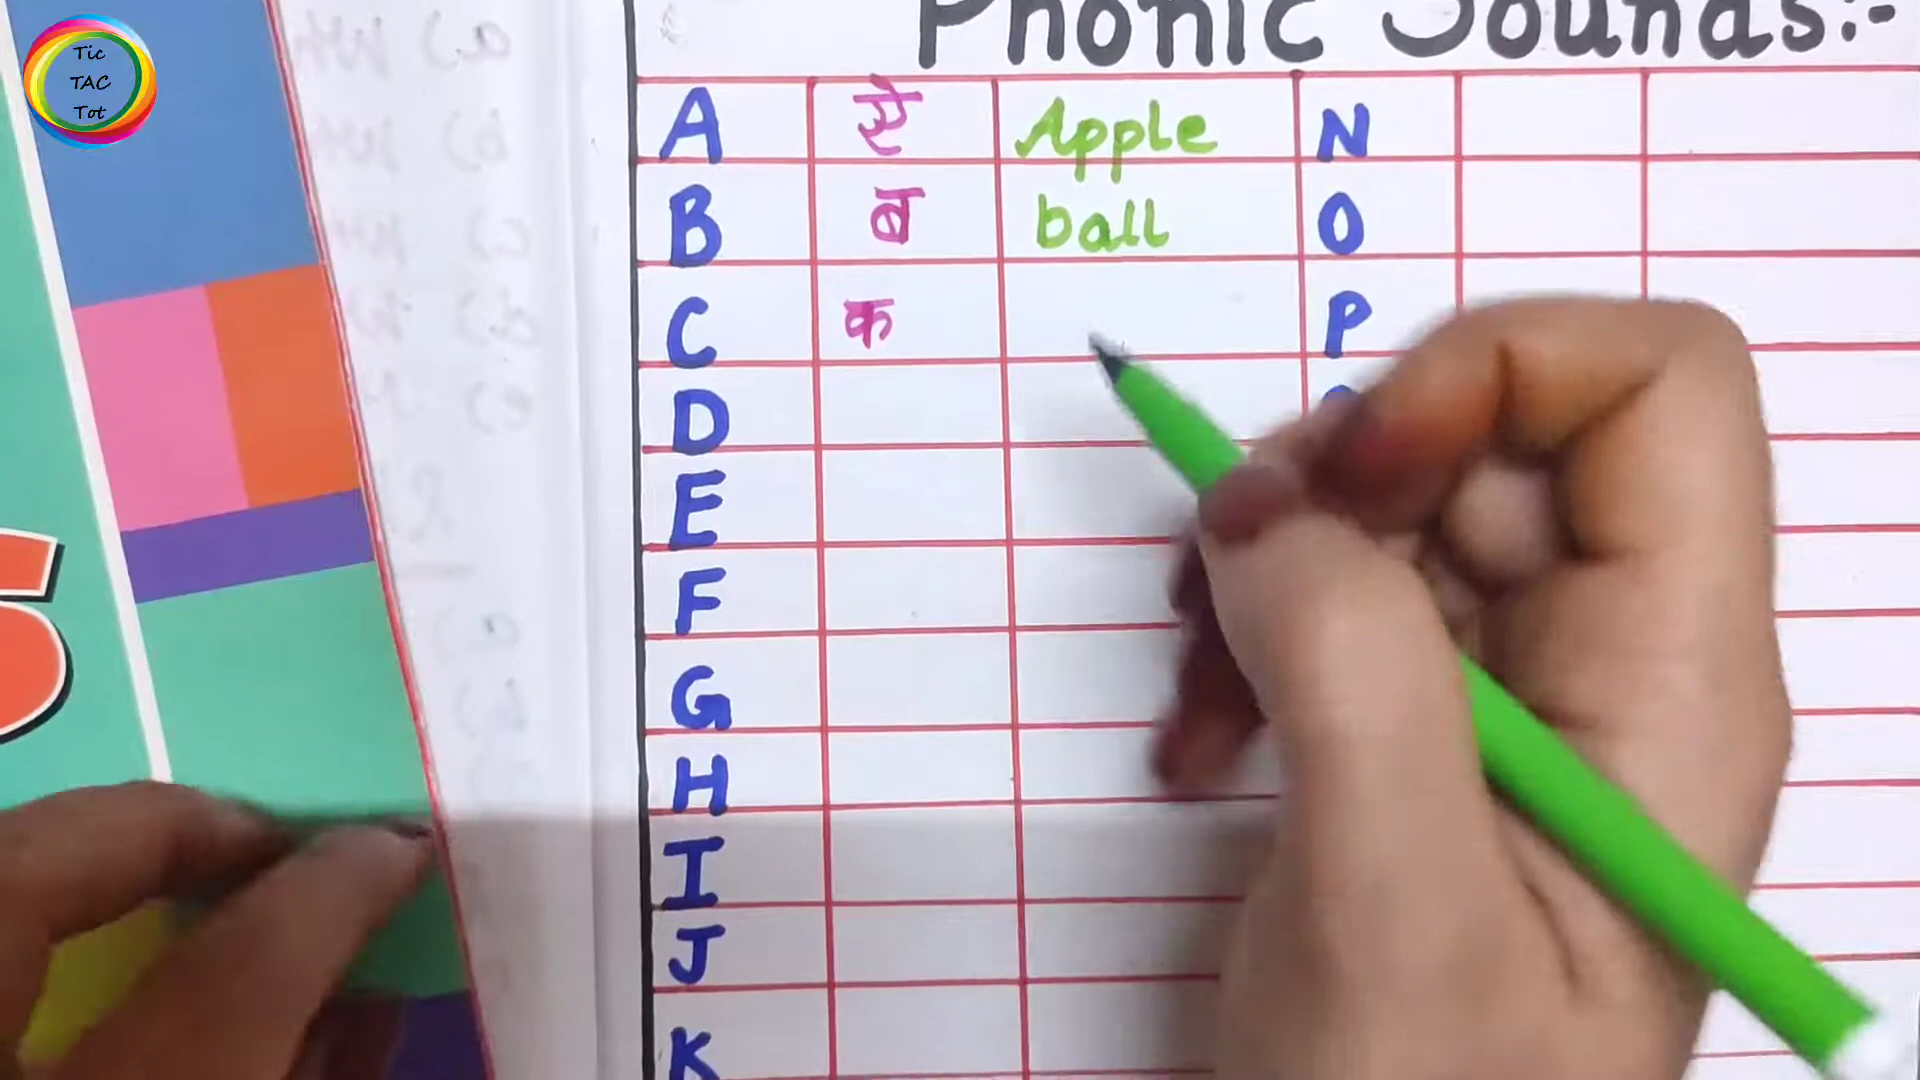 Tic
TAC
Tot
Phonic Sounds:-
A ऐ Apple N
B ब ball O
C क P
D
E
F
G
H
I
J
K
S